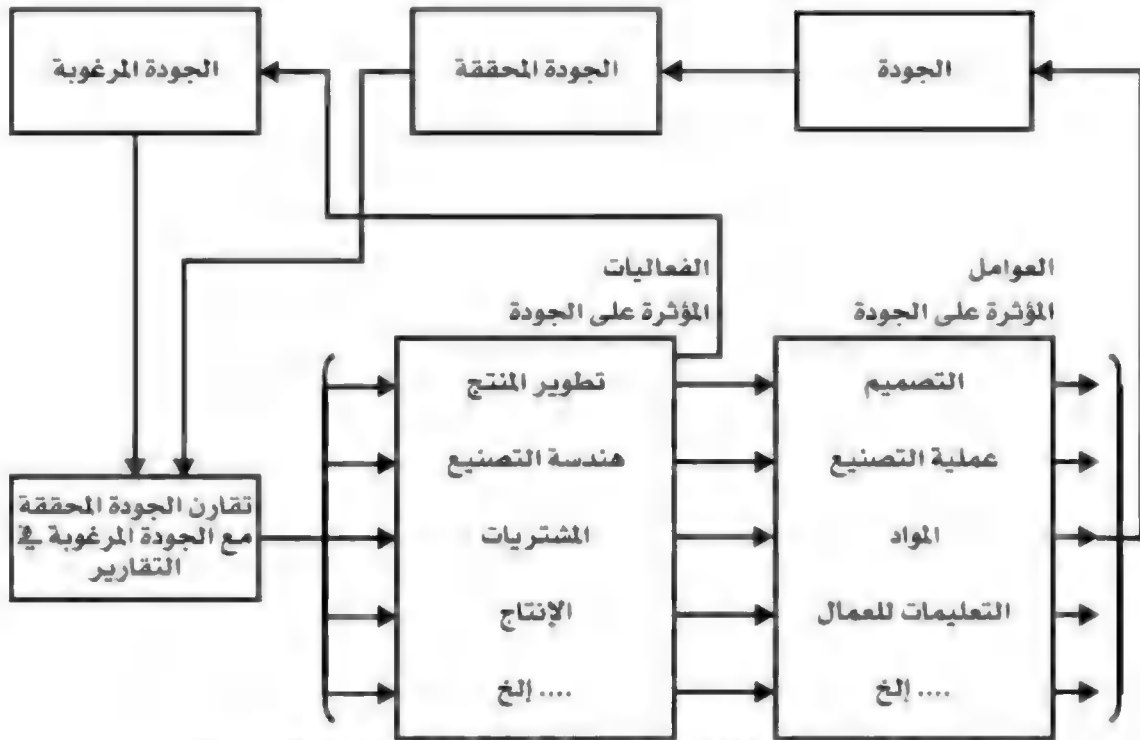 الجودة
الجودة المحققة
الجودة المرغوبة
العوامل
المؤثرة على الجودة
التصميم
عملية التصنيع
المواد
التعليمات للعمال
.... إلخ
الفعاليات
المؤثرة على الجودة
تطوير المنتج
هندسة التصنيع
المشتريات
الإنتاج
.... إلخ
تقارن الجودة المحققة
مع الجودة المرغوبة في
التقارير